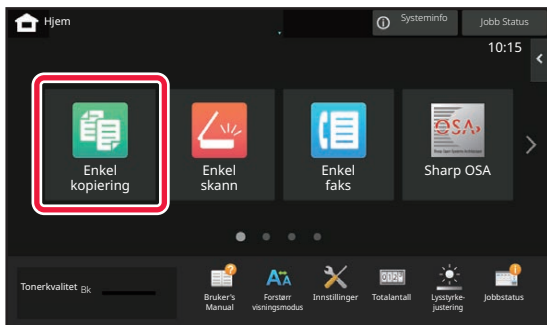 Hjem
Systeminfo
Jobb Status
10:15
Enkel
kopiering
Enkel
skann
Enkel
faks
OSA
Sharp OSA
Tonerkvalitet Bk
Bruker's
Manual
AA
Forstørr
visningsmodus
Innstillinger
Totalantall
Lysstyrke-
justering
Jobbstatus